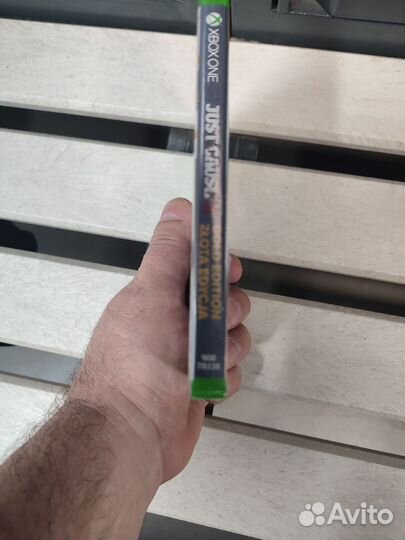 XBOX ONE
JUST CAUSE
GOLD EDITION
ZŁOTA EDYCJA
Avito